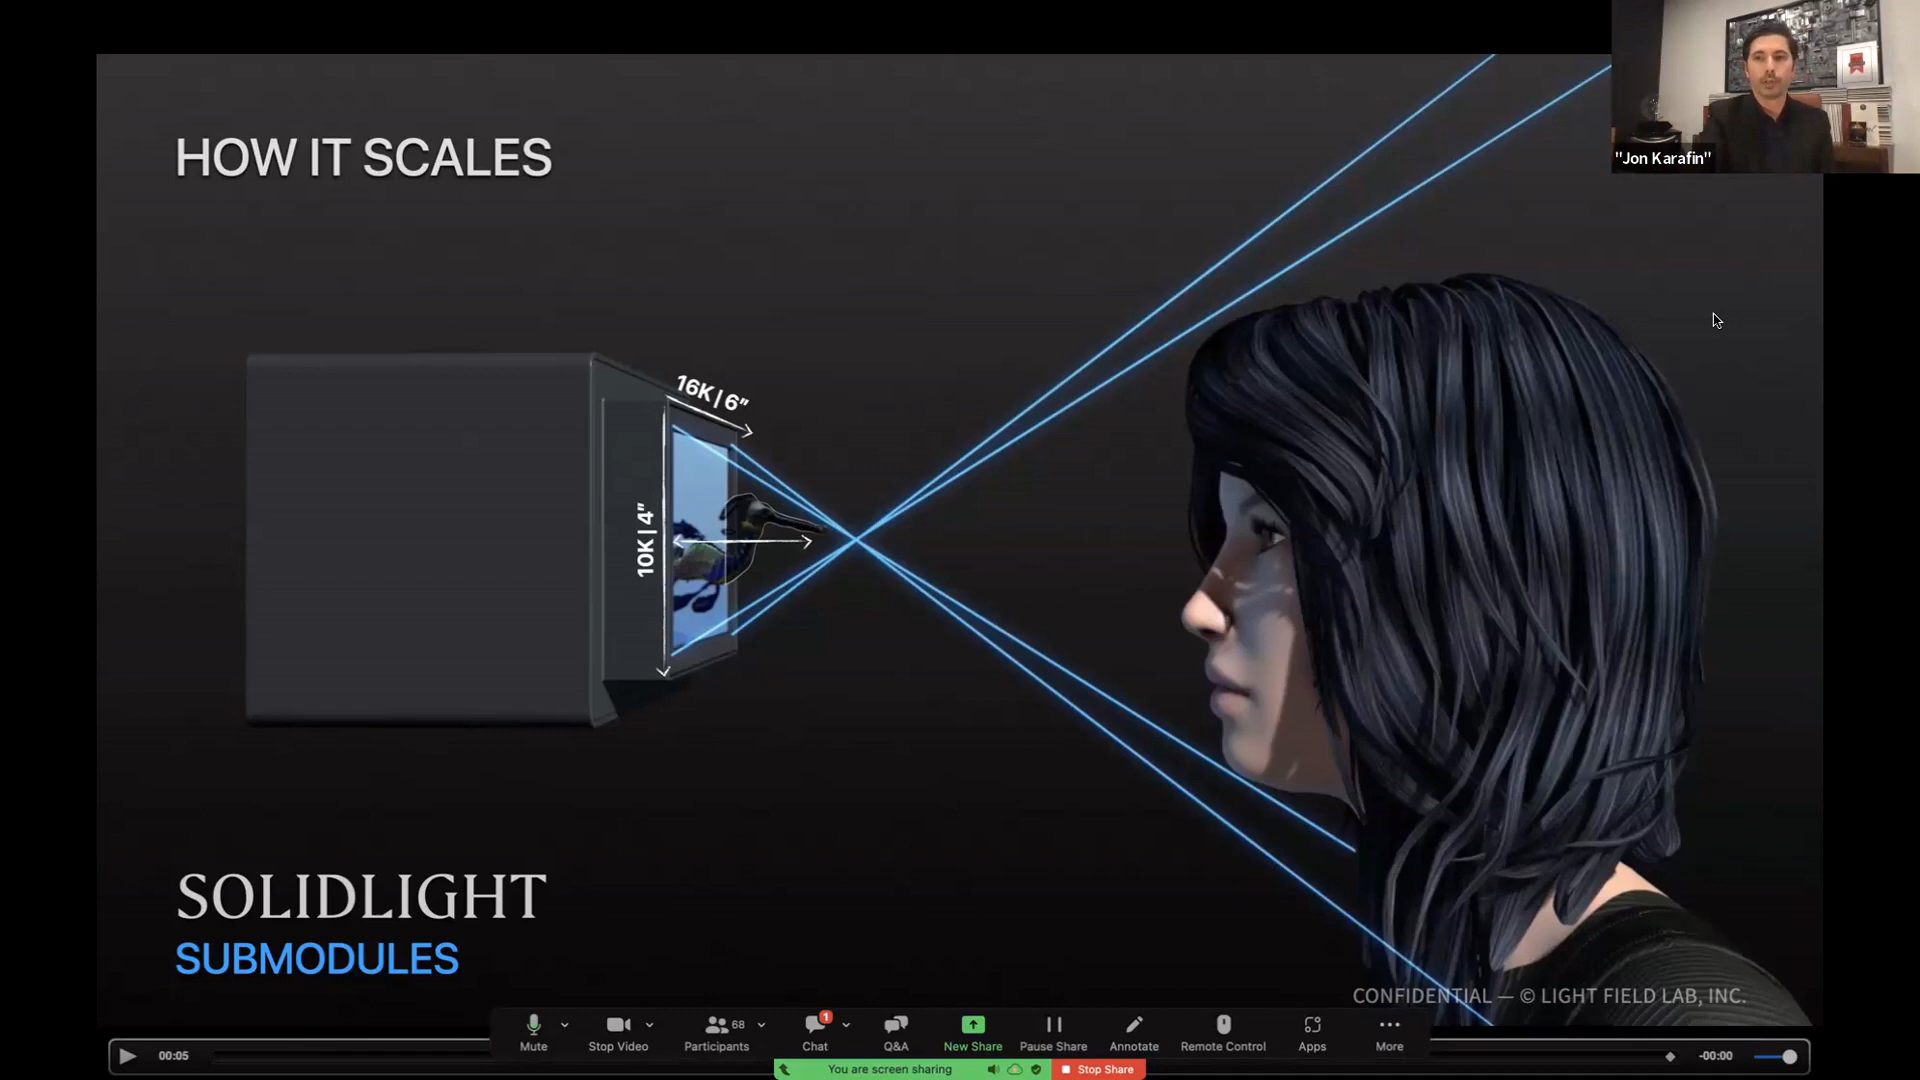 HOW IT SCALES
"Jon Karafin"
16K | 6"
10K | 4"
SOLIDLIGHT
SUBMODULES
CONFIDENTIAL — © LIGHT FIELD LAB, INC.
00:05
Mute
Stop Video
68
Participants
1
Chat
Q&A
New Share
Pause Share
Annotate
Remote Control
Apps
More
-00:00
You are screen sharing
Stop Share